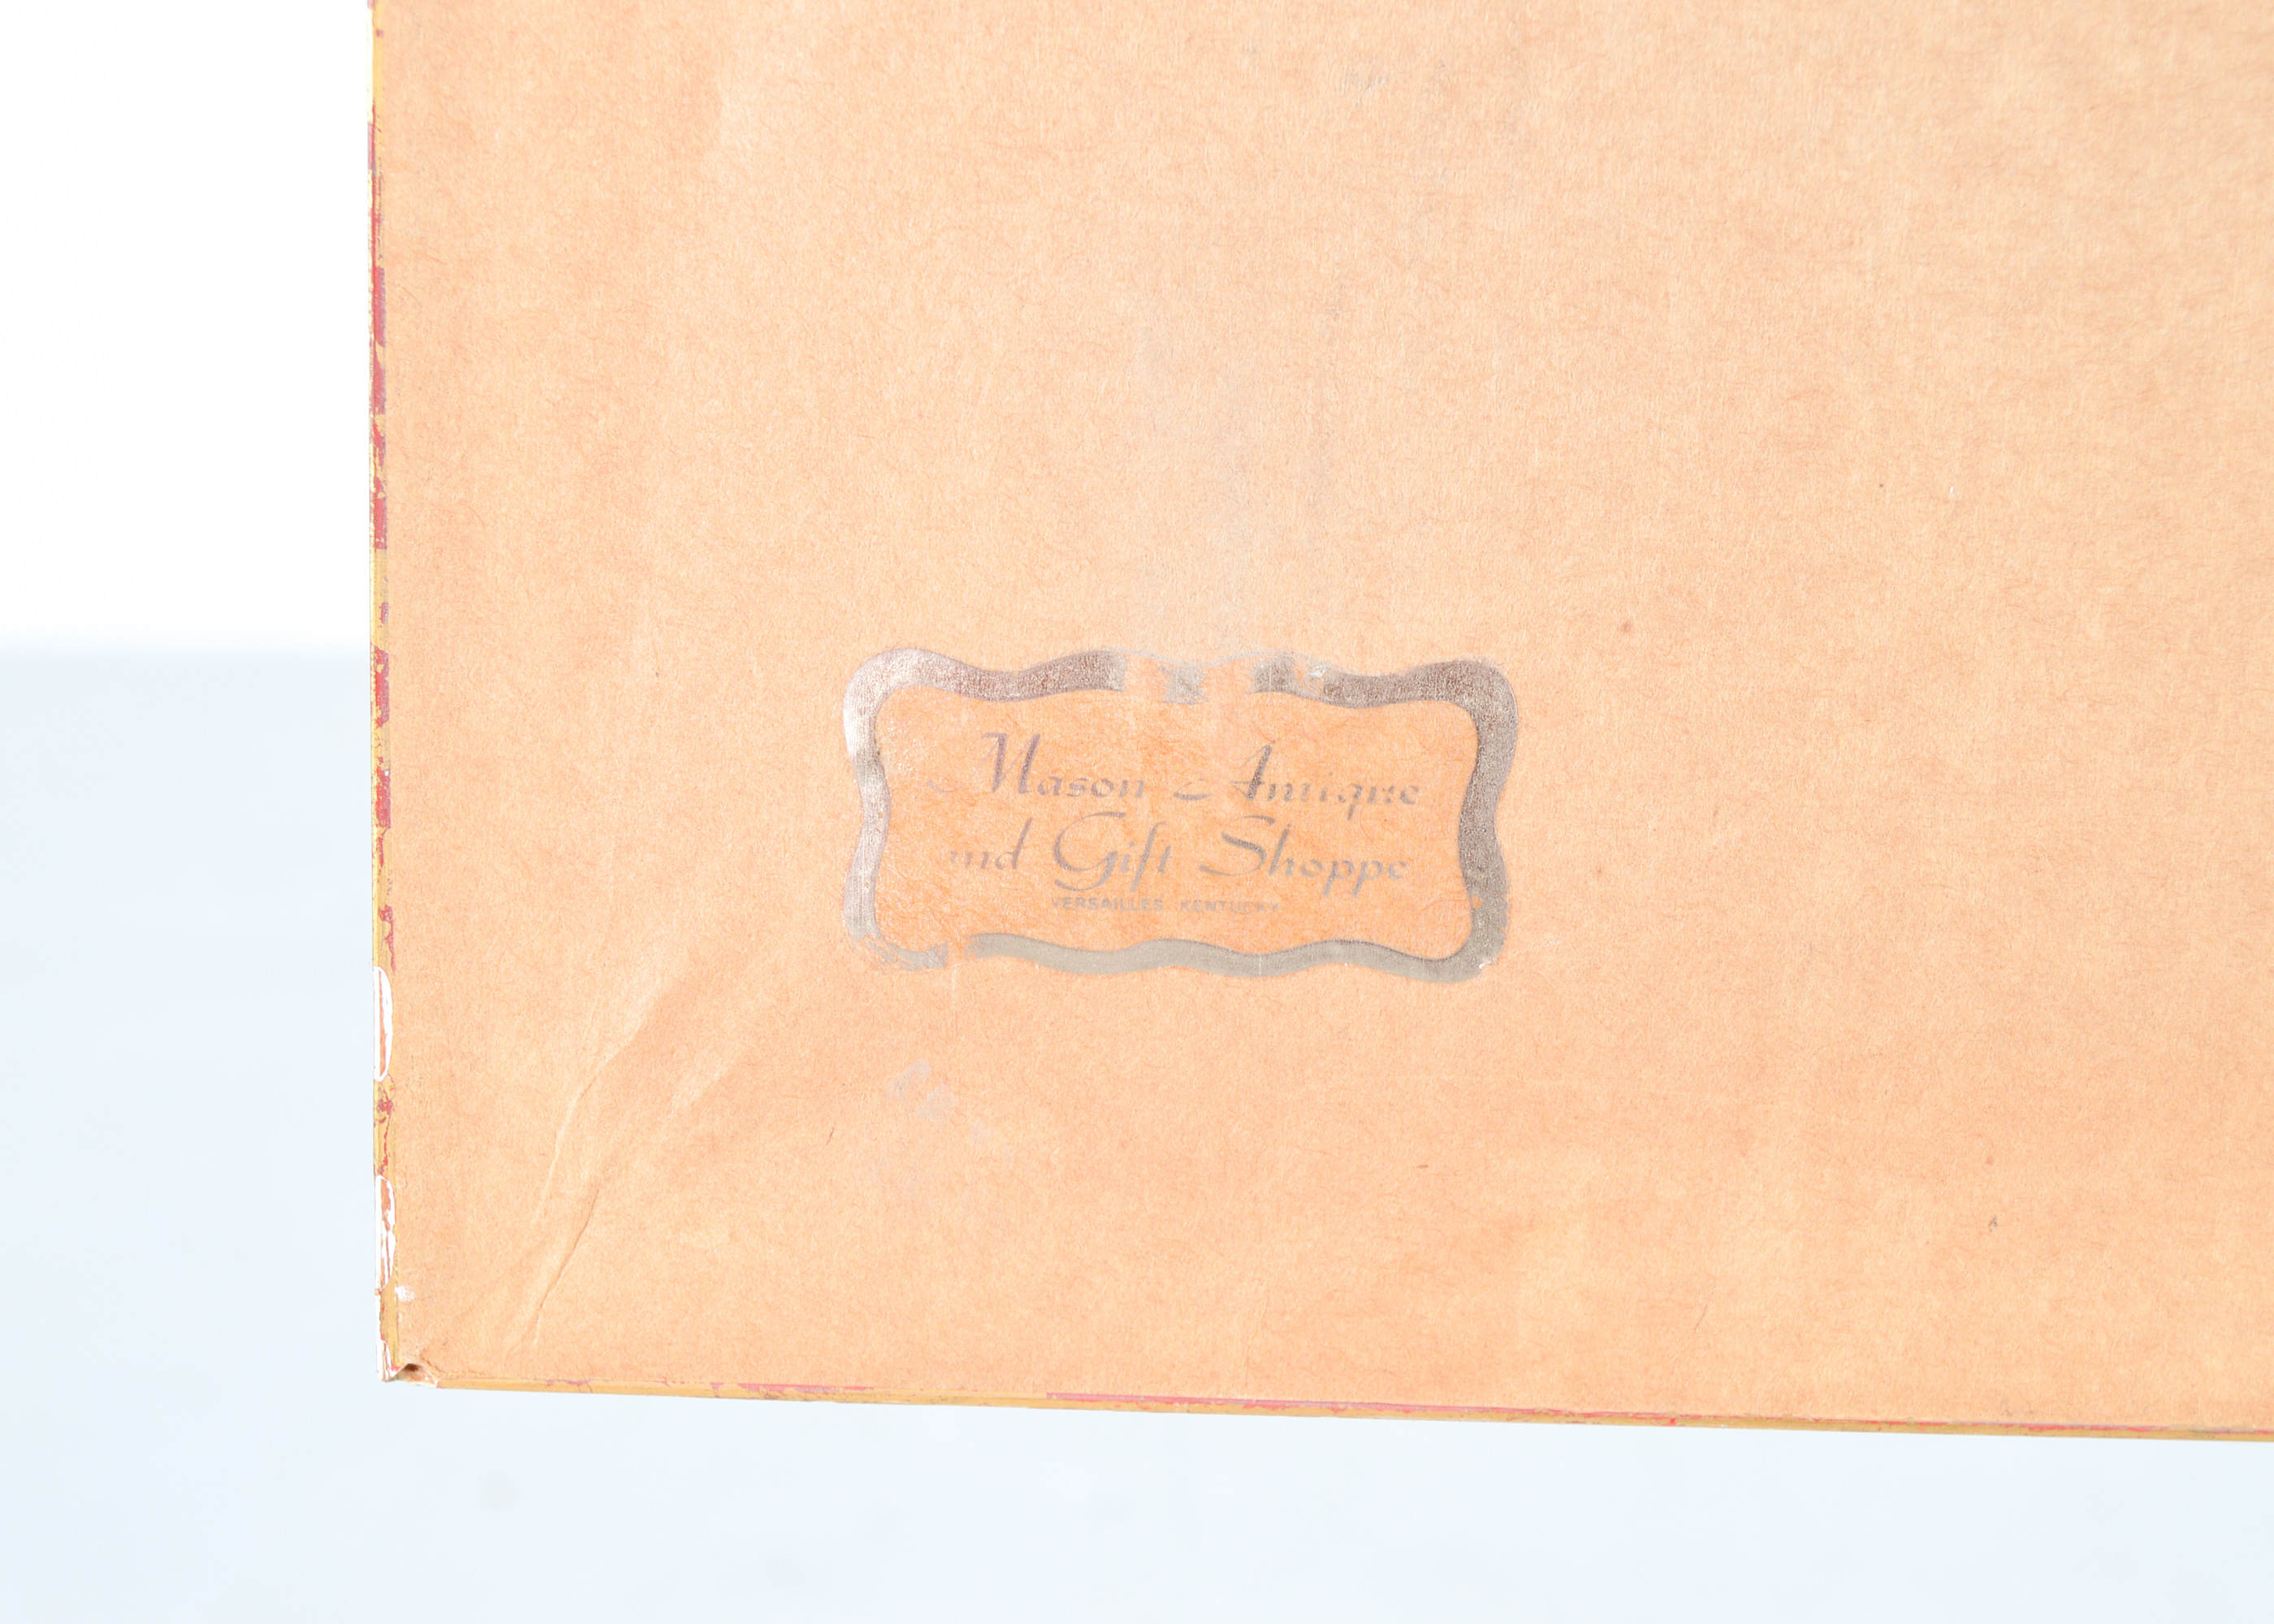 Mason Antique
and Gift Shoppe
VERSAILLES, KENTUCKY